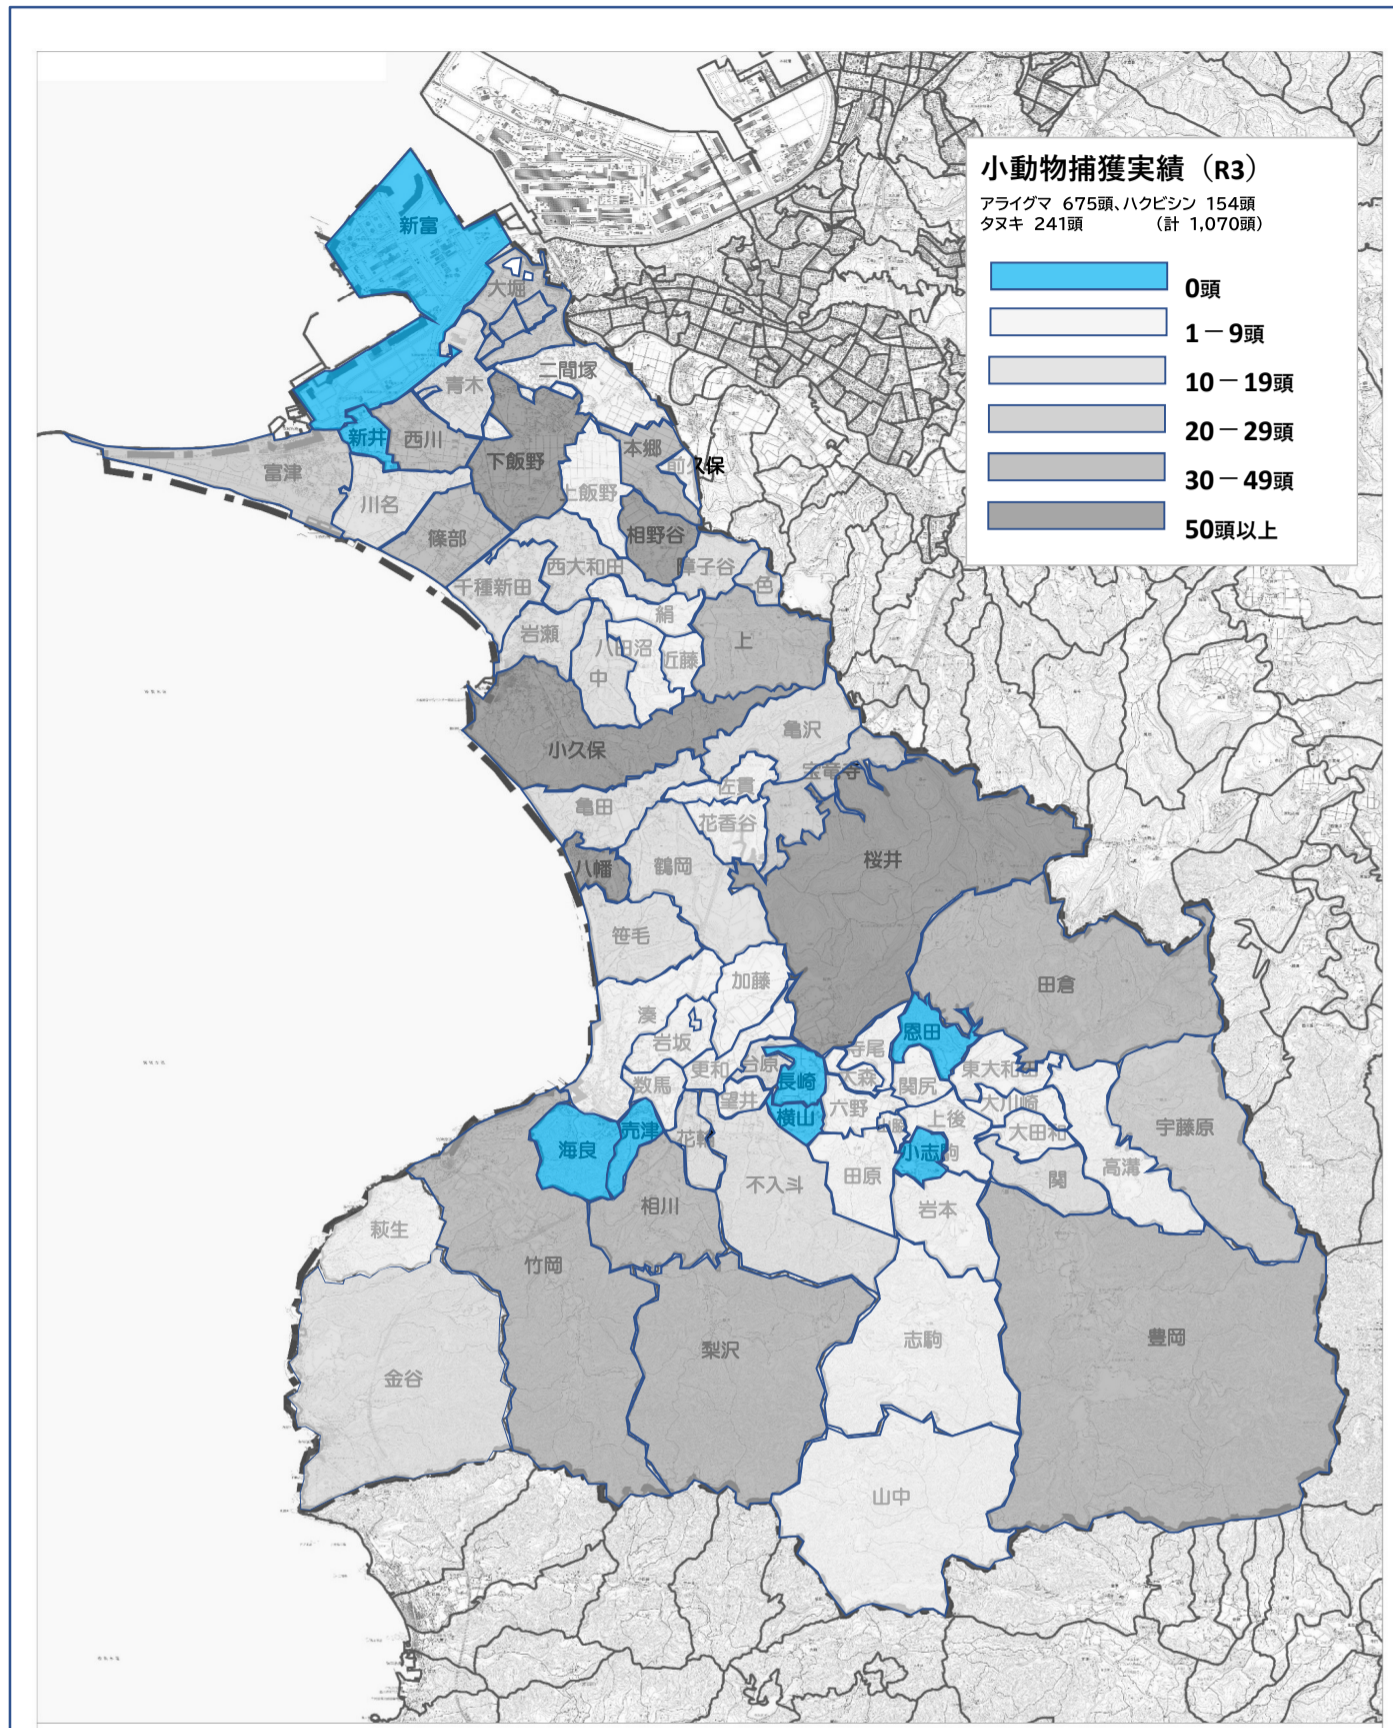 小動物捕獲実績（R3）
アライグマ 675頭、ハクビシン 154頭
タヌキ 241頭 （計 1,070頭）
0頭
1－9頭
10－19頭
20－29頭
30－49頭
50頭以上
新富
大堀
二間塚
青木
新井
西川
下飯野
本郷
前久保
富津
川名
上飯野
篠部
相野谷
西大和田
障子谷
千種新田
一色
絹
岩瀬
八田沼
上
近藤
中
亀沢
小久保
宝竜寺
佐貫
亀田
花香谷
桜井
八幡
鶴岡
笹毛
加藤
田倉
湊
恩田
岩坂
寺尾
更和
台原
東大和田
長崎
大森
関尻
数馬
望井
大川崎
六野
横山
上後
宇藤原
売津
花輪
大田和
海良
小志駒
高溝
田原
関
不入斗
相川
岩本
萩生
竹岡
豊岡
志駒
梨沢
金谷
山中